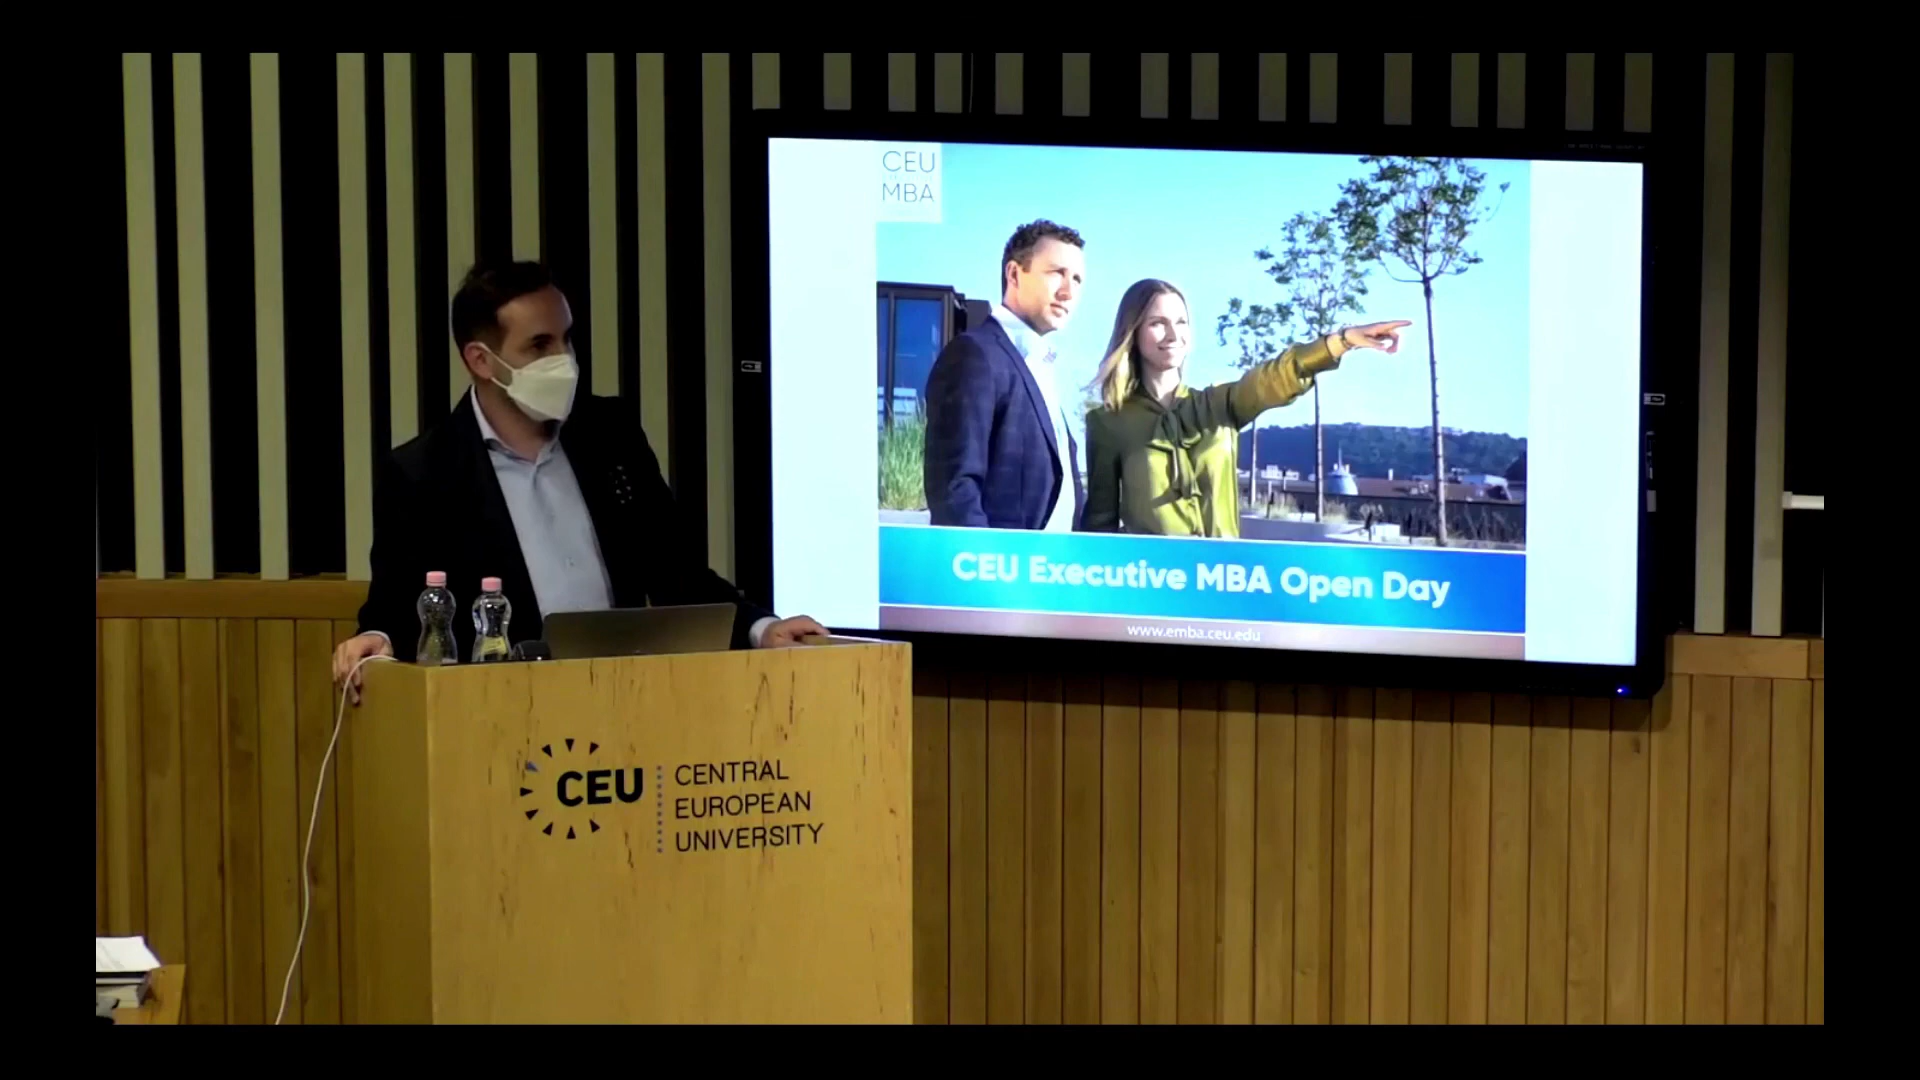 CEU
MBA
CEU Executive MBA Open Day
www.emba.ceu.edu
CEU
CENTRAL
EUROPEAN
UNIVERSITY